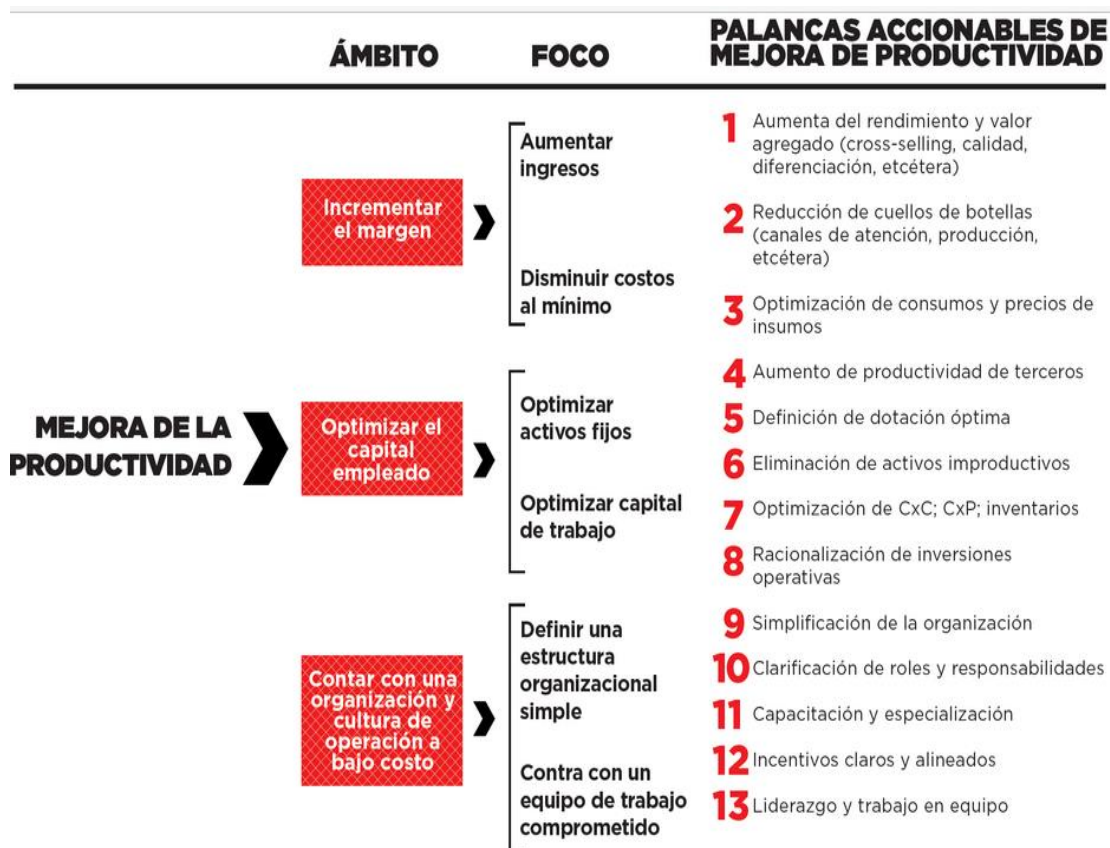 ÁMBITO
FOCO
PALANCAS ACCIONABLES DE
MEJORA DE PRODUCTIVIDAD
MEJORA DE LA
PRODUCTIVIDAD
Incrementar
el margen
Aumentar
ingresos
Disminuir costos
al mínimo
1 Aumenta del rendimiento y valor
agregado (cross-selling, calidad,
diferenciación, etcétera)
2 Reducción de cuellos de botellas
(canales de atención, producción,
etcétera)
3 Optimización de consumos y precios de
insumos
Optimizar el
capital
empleado
Optimizar
activos fijos
Optimizar capital
de trabajo
4 Aumento de productividad de terceros
5 Definición de dotación óptima
6 Eliminación de activos improductivos
7 Optimización de CxC; CxP; inventarios
8 Racionalización de inversiones
operativas
Contar con una
organización y
cultura de
operación a
bajo costo
Definir una
estructura
organizacional
simple
Contra con un
equipo de trabajo
comprometido
9 Simplificación de la organización
10 Clarificación de roles y responsabilidades
11 Capacitación y especialización
12 Incentivos claros y alineados
13 Liderazgo y trabajo en equipo